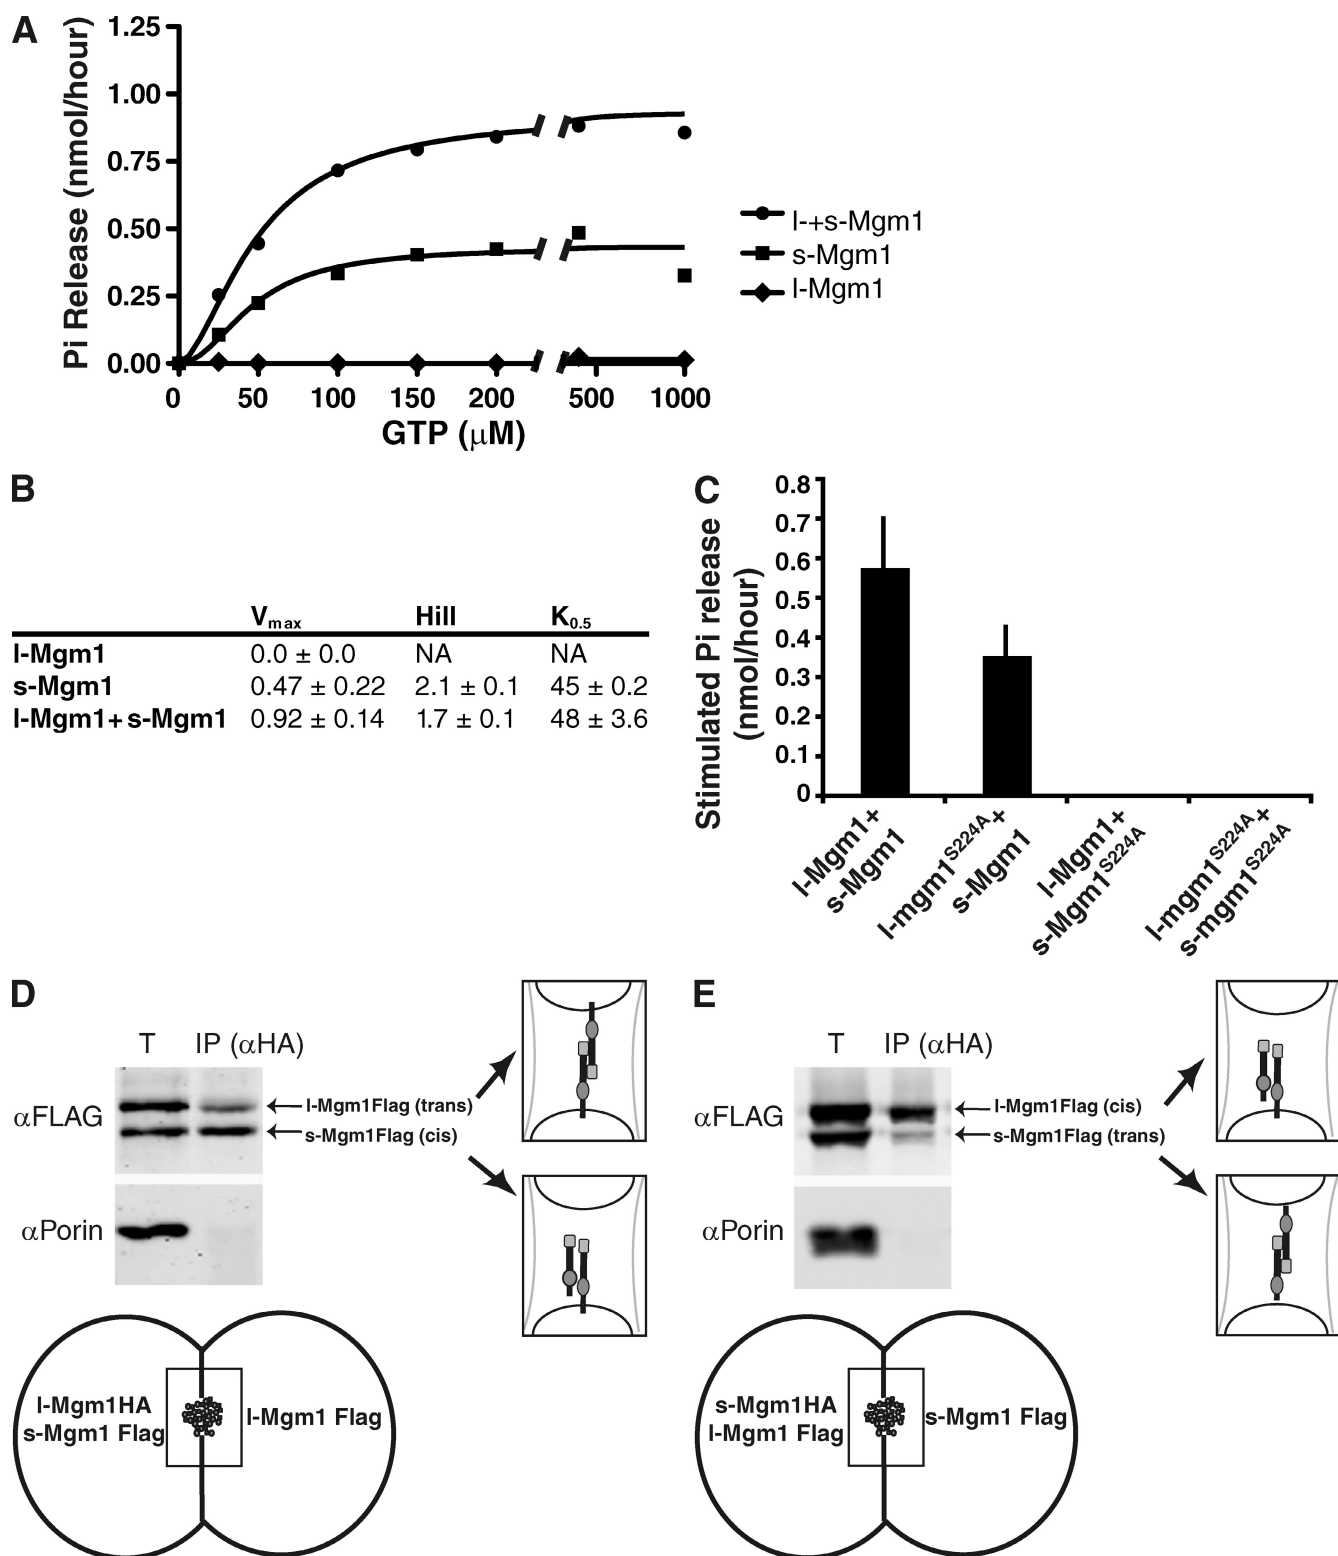 A
Pi Release (nmol/hour)
1.25
1.00
0.75
0.50
0.25
0.00
0 50 100 150 200 500 1000
GTP (μM)
l-+s-Mgm1
s-Mgm1
l-Mgm1
B
Vmax Hill K0.5
l-Mgm1 0.0 ± 0.0 NA NA
s-Mgm1 0.47 ± 0.22 2.1 ± 0.1 45 ± 0.2
l-Mgm1+s-Mgm1 0.92 ± 0.14 1.7 ± 0.1 48 ± 3.6
C
Stimulated Pi release
(nmol/hour)
0.8
0.7
0.6
0.5
0.4
0.3
0.2
0.1
0
l-Mgm1+
s-Mgm1
l-mgm1S224A+
s-Mgm1
l-Mgm1+
s-Mgm1S224A
l-mgm1S224A+
s-mgm1S224A
D
T IP (αHA)
αFLAG
l-Mgm1Flag (trans)
s-Mgm1Flag (cis)
αPorin
l-Mgm1HA
s-Mgm1 Flag
l-Mgm1 Flag
E
T IP (αHA)
αFLAG
l-Mgm1Flag (cis)
s-Mgm1Flag (trans)
αPorin
s-Mgm1HA
l-Mgm1 Flag
s-Mgm1 Flag